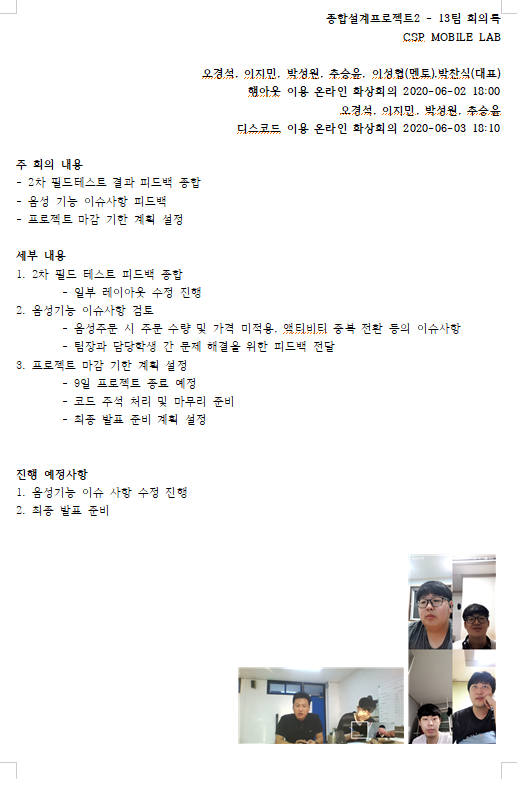 종합설계프로젝트2 - 13팀 회의록
CSP MOBILE LAB
오경석, 이지민, 박성원, 추승윤, 이성협(멘토),박찬식(대표)
행아웃 이용 온라인 화상회의 2020-06-02 18:00
오경석, 이지민, 박성원, 추승윤
디스코드 이용 온라인 화상회의 2020-06-03 18:10
주 회의 내용
- 2차 필드테스트 결과 피드백 종합
- 음성 기능 이슈사항 피드백
- 프로젝트 마감 기한 계획 설정
세부 내용
1. 2차 필드 테스트 피드백 종합
- 일부 레이아웃 수정 진행
2. 음성기능 이슈사항 검토
- 음성주문 시 주문 수량 및 가격 미적용, 액티비티 중복 전환 등의 이슈사항
- 팀장과 담당학생 간 문제 해결을 위한 피드백 전달
3. 프로젝트 마감 기한 계획 설정
- 9일 프로젝트 종료 예정
- 코드 주석 처리 및 마무리 준비
- 최종 발표 준비 계획 설정
진행 예정사항
1. 음성기능 이슈 사항 수정 진행
2. 최종 발표 준비